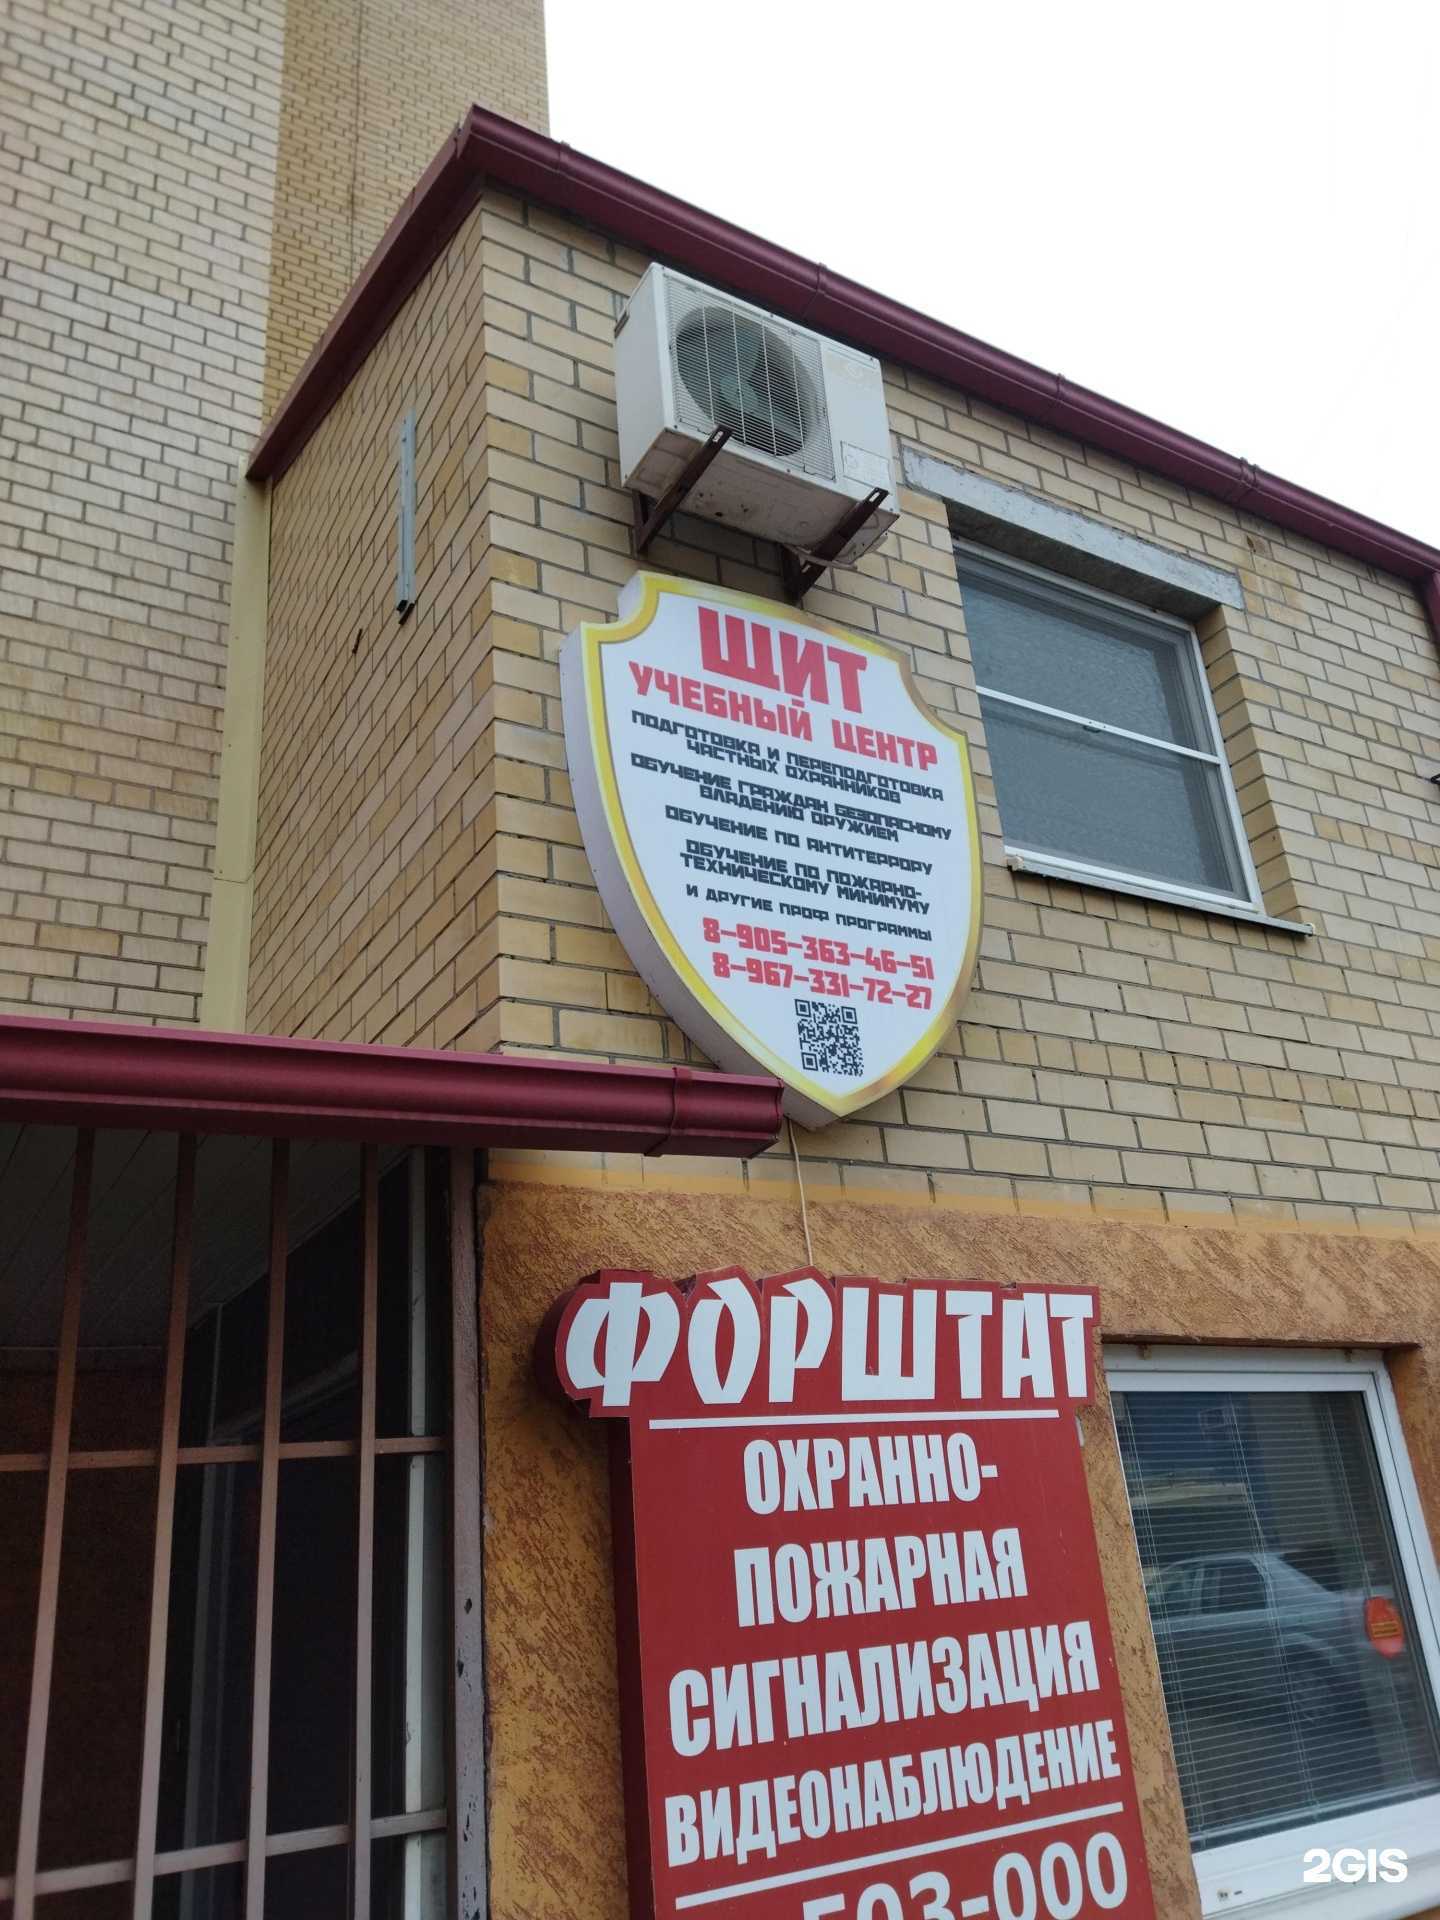 ЩИТ
УЧЕБНЫЙ ЦЕНТР
ПОДГОТОВКА И ПЕРЕПОДГОТОВКА
ЧАСТНЫХ ОХРАННИКОВ
ОБУЧЕНИЕ ГРАЖДАН БЕЗОПАСНОМУ
ВЛАДЕНИЮ ОРУЖИЕМ
ОБУЧЕНИЕ ПО АНТИТЕРРОРУ
ОБУЧЕНИЕ ПО ПОЖАРНО-
ТЕХНИЧЕСКОМУ МИНИМУМУ
И ДРУГИЕ ПРОФ ПРОГРАММЫ
8-905-363-46-51
8-967-331-72-27
ФОРШТАТ
ОХРАННО-
ПОЖАРНАЯ
СИГНАЛИЗАЦИЯ
ВИДЕОНАБЛЮДЕНИЕ
503-000
2GIS